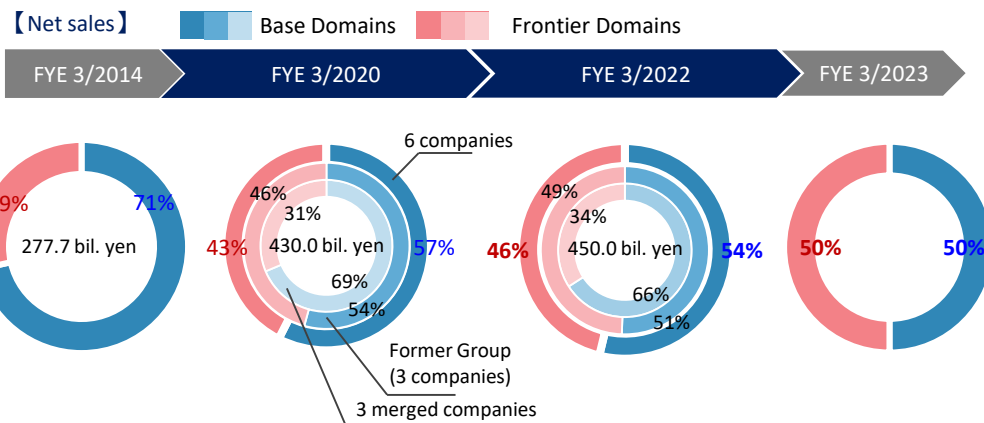 【Net sales】
Base Domains
Frontier Domains
FYE 3/2014
FYE 3/2020
FYE 3/2022
FYE 3/2023
9%
71%
277.7 bil. yen
6 companies
46%
31%
43%
430.0 bil. yen
57%
69%
54%
Former Group
(3 companies)
3 merged companies
49%
34%
46%
450.0 bil. yen
54%
66%
51%
50%
50%